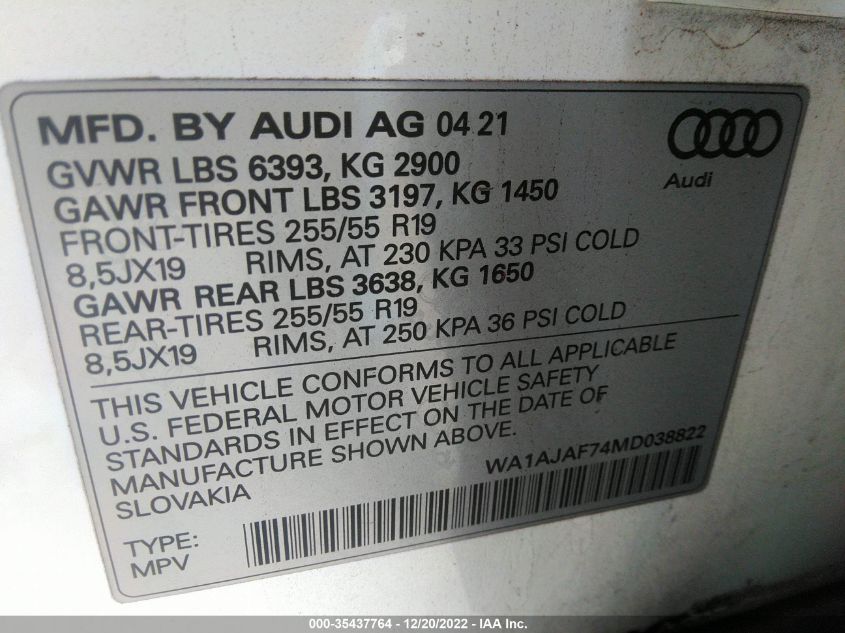 MFD. BY AUDI AG 04 21
Audi
GVWR LBS 6393, KG 2900
GAWR FRONT LBS 3197, KG 1450
FRONT-TIRES 255/55 R19
8,5JX19 RIMS, AT 230 KPA 33 PSI COLD
GAWR REAR LBS 3638, KG 1650
REAR-TIRES 255/55 R19
8,5JX19 RIMS, AT 250 KPA 36 PSI COLD
THIS VEHICLE CONFORMS TO ALL APPLICABLE
U.S. FEDERAL MOTOR VEHICLE SAFETY
STANDARDS IN EFFECT ON THE DATE OF
MANUFACTURE SHOWN ABOVE.
SLOVAKIA
WA1AJAF74MD038822
TYPE:
MPV
000-35437764 - 12/20/2022 - IAA Inc.